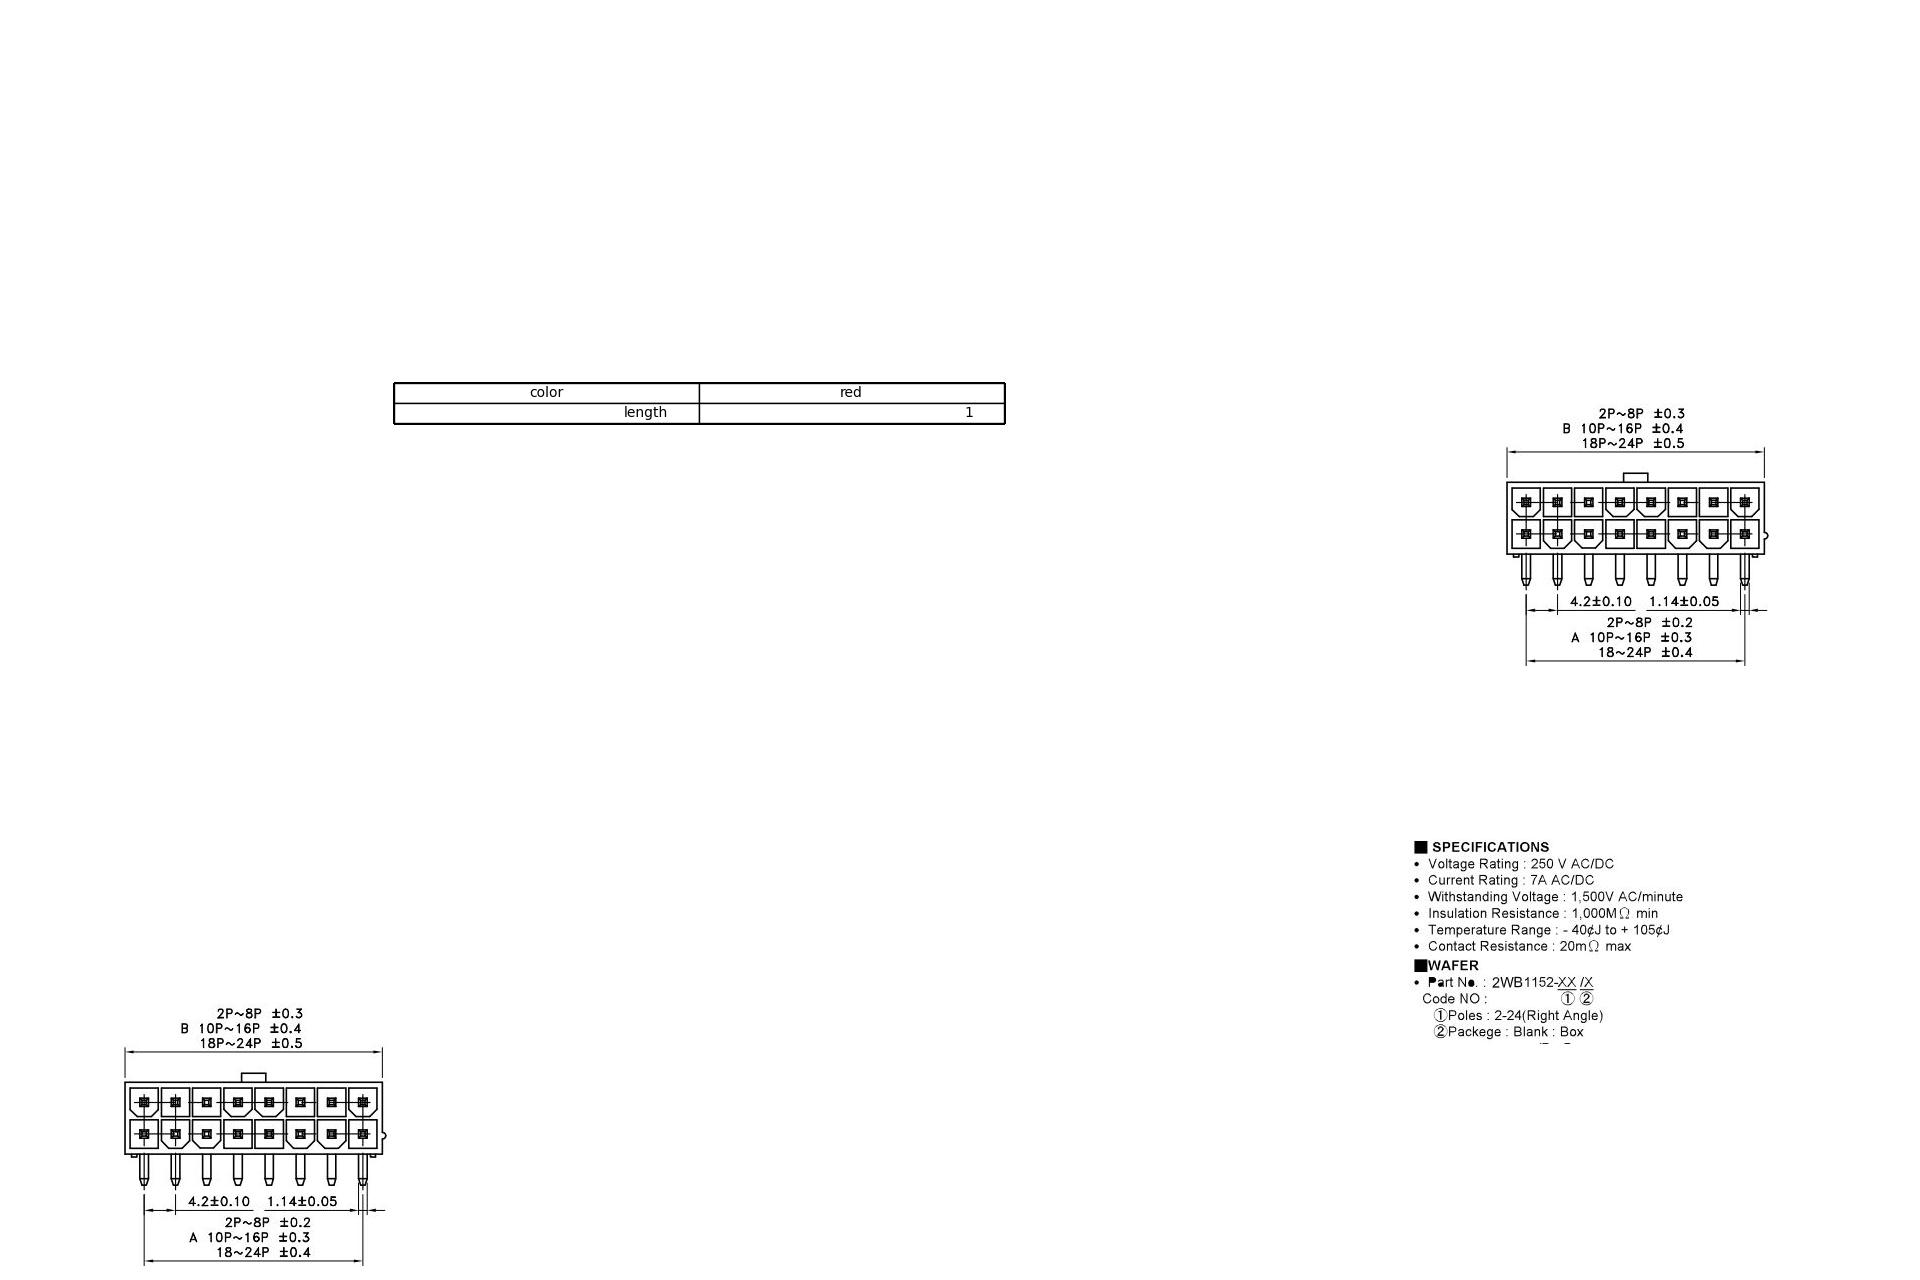 color red
length 1
2P~8P ±0.3
B 10P~16P ±0.4
18P~24P ±0.5
4.2±0.10 1.14±0.05
2P~8P ±0.2
A 10P~16P ±0.3
18~24P ±0.4
■ SPECIFICATIONS
• Voltage Rating : 250 V AC/DC
• Current Rating : 7A AC/DC
• Withstanding Voltage : 1,500V AC/minute
• Insulation Resistance : 1,000MΩ min
• Temperature Range : - 40¢J to + 105¢J
• Contact Resistance : 20mΩ max
■WAFER
• Part No. : 2WB1152-XX /X
Code NO : ① ②
①Poles : 2-24(Right Angle)
②Packege : Blank : Box
2P~8P ±0.3
B 10P~16P ±0.4
18P~24P ±0.5
4.2±0.10 1.14±0.05
2P~8P ±0.2
A 10P~16P ±0.3
18~24P ±0.4